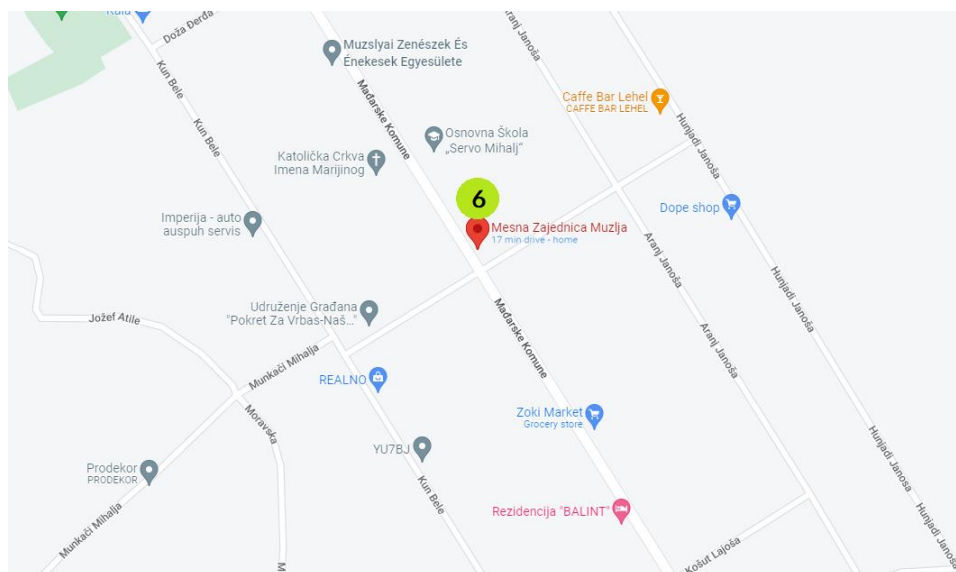 Kula
Doža Đerđa
Muzslyai Zenészek És
Énekesek Egyesülete
Aranj Janoša
Kun Bele
Mađarske Komune
Caffe Bar Lehel
CAFFE BAR LEHEL
Hunjadi Janoša
Osnovna Škola
„Servo Mihalj“
Kun Bele
Katolička Crkva
Imena Marijinog
6
Imperija - auto
auspuh servis
Mesna Zajednica Muzlja
17 min drive - home
Dope shop
Aranj Janoša
Hunjadi Janoša
Jožef Atile
Udruženje Građana
"Pokret Za Vrbas-Naš..."
Mađarske Komune
Aranj Janoša
Munkači Mihalja
REALNO
Moravska
Zoki Market
Grocery store
YU7BJ
Hunjadi Janoša
Prodekor
PRODEKOR
Kun Bele
Rezidencija "BALINT"
Munkači Mihalja
Košut Lajoša
Hunjadi Janoša